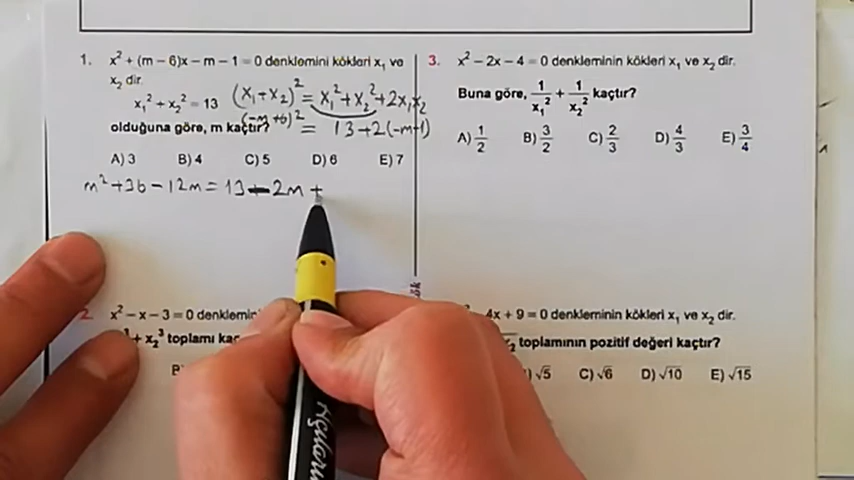 1. x² + (m – 6)x – m – 1 = 0 denklemini kökleri x₁ ve
x₂ dir.
x₁² + x₂² = 13
(x₁+x₂)² = x₁²+x₂²+2x₁x₂
olduğuna göre, m kaçtır?
(-m+6)² = 13+2(-m-1)
A) 3 B) 4 C) 5 D) 6 E) 7
m²+36-12m = 13-2m+
2. x² – x – 3 = 0
+ x₂³ toplamı
3. x² – 2x – 4 = 0 denkleminin kökleri x₁ ve x₂ dir.
Buna göre, 1/x₁² + 1/x₂² kaçtır?
A) 1/2 B) 3/2 C) 2/3 D) 4/3 E) 3/4
4x + 9 = 0 denkleminin kökleri x₁ ve x₂ dir.
toplamının pozitif değeri kaçtır?
√5 C) √6 D) √10 E) √15